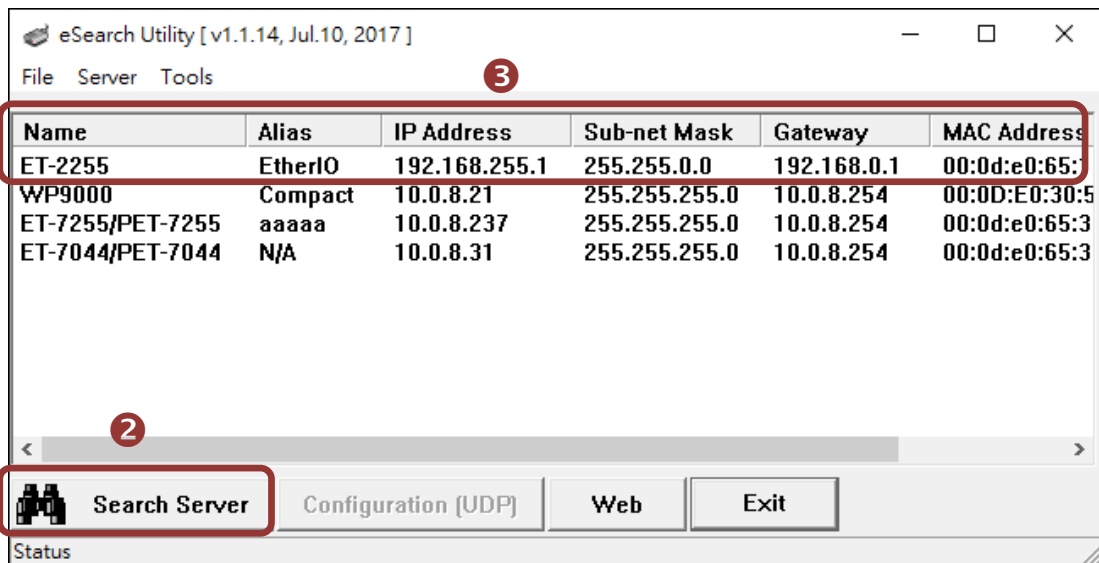 eSearch Utility [ v1.1.14, Jul.10, 2017 ]
File Server Tools
3
Name Alias IP Address Sub-net Mask Gateway MAC Address
ET-2255 EtherIO 192.168.255.1 255.255.0.0 192.168.0.1 00:0d:e0:65:
WP9000 Compact 10.0.8.21 255.255.255.0 10.0.8.254 00:0D:E0:30:5
ET-7255/PET-7255 aaaaa 10.0.8.237 255.255.255.0 10.0.8.254 00:0d:e0:65:3
ET-7044/PET-7044 N/A 10.0.8.31 255.255.255.0 10.0.8.254 00:0d:e0:65:3
2
Search Server Configuration (UDP) Web Exit
Status